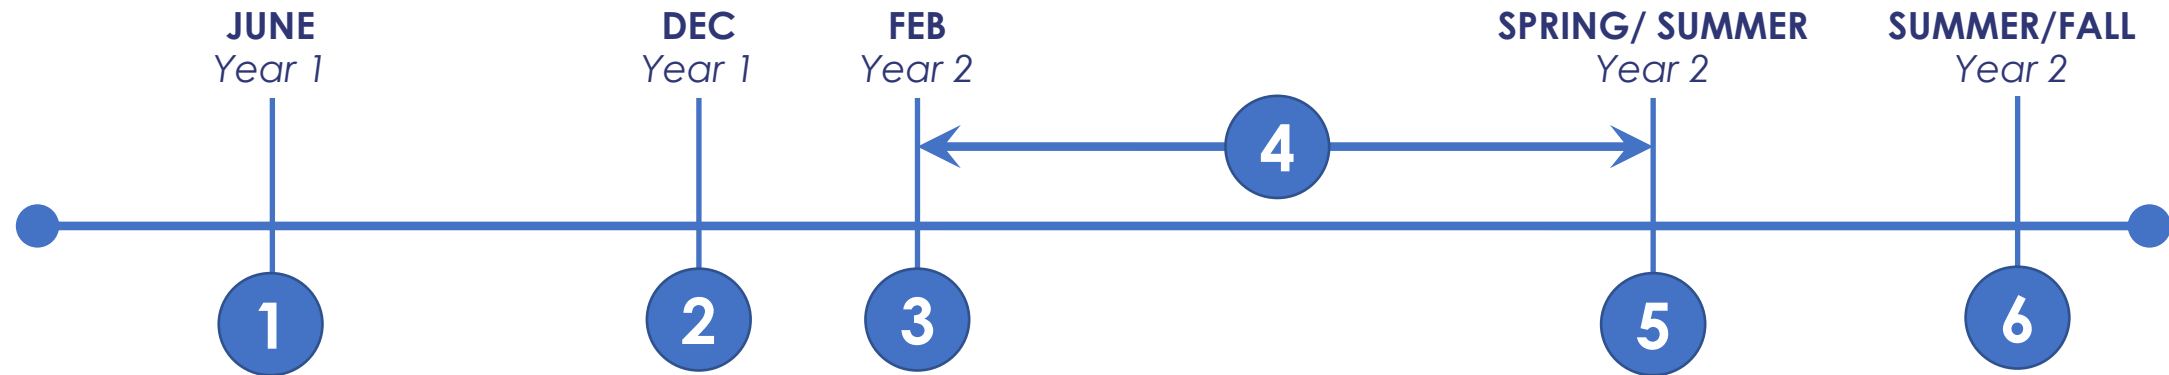 JUNE
Year 1
DEC
Year 1
FEB
Year 2
SPRING/ SUMMER
Year 2
SUMMER/FALL
Year 2
4
1
2
3
5
6